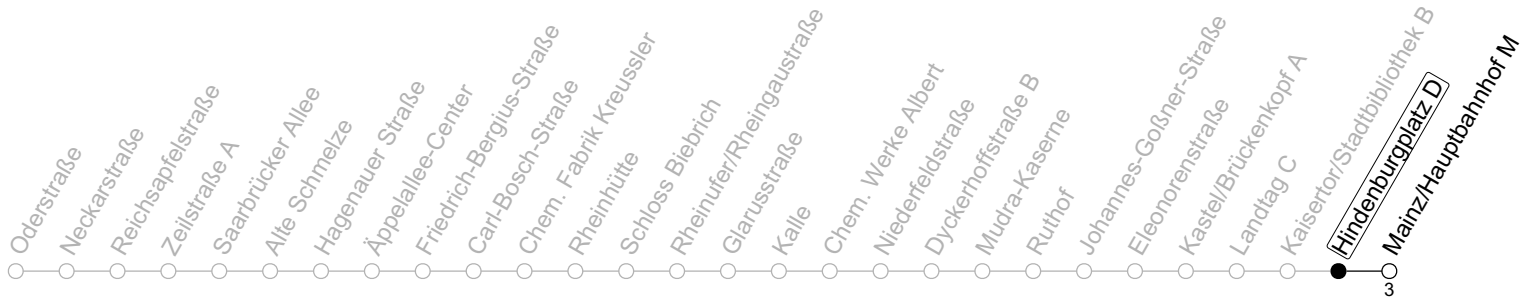 Oderstraße
Neckarstraße
Reichsapfelstraße
Zeilstraße A
Saarbrücker Allee
Alte Schmelze
Hagenauer Straße
Äppelallee-Center
Friedrich-Bergius-Straße
Carl-Bosch-Straße
Chem. Fabrik Kreussler
Rheinhütte
Schloss Biebrich
Rheinufer/Rheingaustraße
Glarusstraße
Kalle
Chem. Werke Albert
Niederfeldstraße
Dyckerhoffstraße B
Mudra-Kaserne
Ruthof
Johannes-Goßner-Straße
Eleonorenstraße
Kastel/Brückenkopf A
Landtag C
Kaisertor/Stadtbibliothek B
Hindenburgplatz D
Mainz/Hauptbahnhof M
3